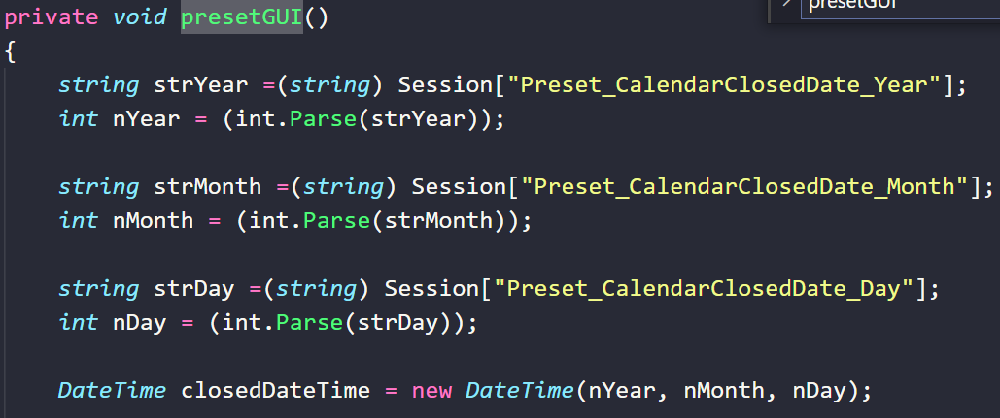 private void presetGUI()
presetGUI
{
    string strYear =(string) Session["Preset_CalendarClosedDate_Year"];
    int nYear = (int.Parse(strYear));
    string strMonth =(string) Session["Preset_CalendarClosedDate_Month"];
    int nMonth = (int.Parse(strMonth));
    string strDay =(string) Session["Preset_CalendarClosedDate_Day"];
    int nDay = (int.Parse(strDay));
    DateTime closedDateTime = new DateTime(nYear, nMonth, nDay);